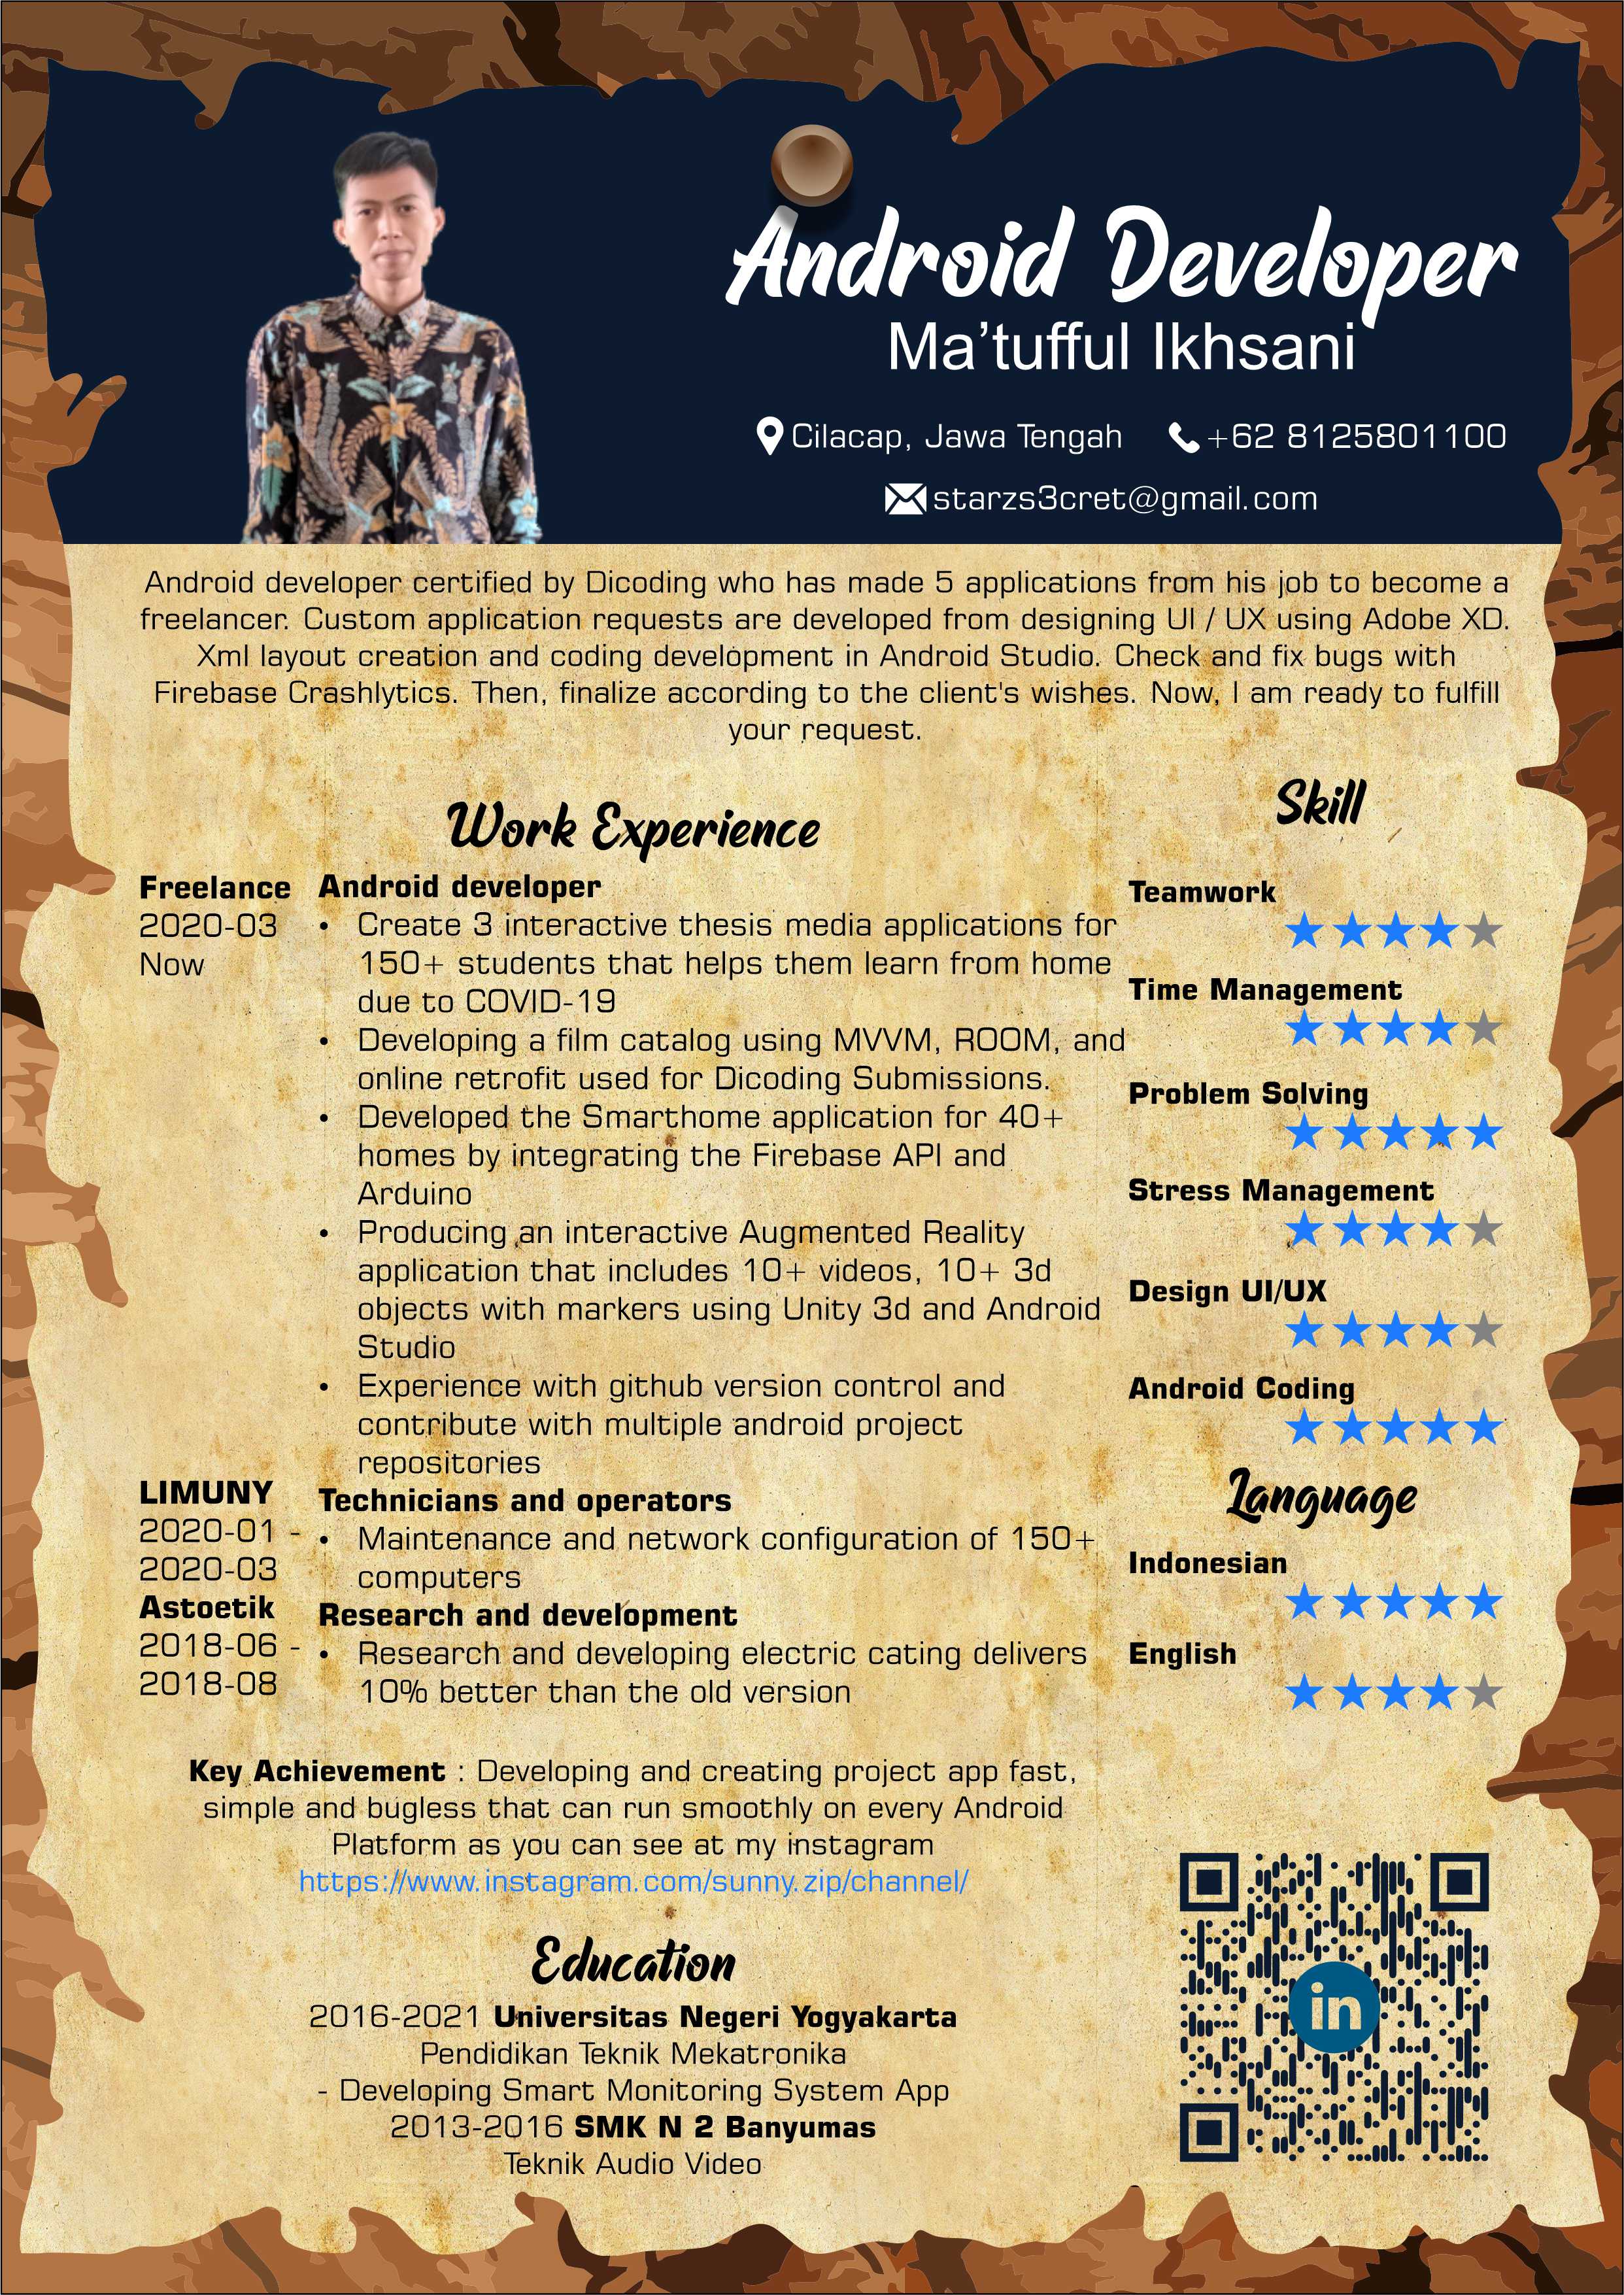 Android Developer
Ma’tufful Ikhsani
Cilacap, Jawa Tengah +62 8125801100
starzs3cret@gmail.com
Android developer certified by Dicoding who has made 5 applications from his job to become a
freelancer. Custom application requests are developed from designing UI / UX using Adobe XD.
Xml layout creation and coding development in Android Studio. Check and fix bugs with
Firebase Crashlytics. Then, finalize according to the client's wishes. Now, I am ready to fulfill
your request.
Work Experience
Freelance
2020-03
Now
Android developer
• Create 3 interactive thesis media applications for
150+ students that helps them learn from home
due to COVID-19
• Developing a film catalog using MVVM, ROOM, and
online retrofit used for Dicoding Submissions.
• Developed the Smarthome application for 40+
homes by integrating the Firebase API and
Arduino
• Producing an interactive Augmented Reality
application that includes 10+ videos, 10+ 3d
objects with markers using Unity 3d and Android
Studio
• Experience with github version control and
contribute with multiple android project
repositories
LIMUNY
2020-01 -
2020-03
Technicians and operators
• Maintenance and network configuration of 150+
computers
Astoetik
2018-06 -
2018-08
Research and development
• Research and developing electric cating delivers
10% better than the old version
Key Achievement : Developing and creating project app fast,
simple and bugless that can run smoothly on every Android
Platform as you can see at my instagram
https://www.instagram.com/sunny.zip/channel/
Education
2016-2021 Universitas Negeri Yogyakarta
Pendidikan Teknik Mekatronika
- Developing Smart Monitoring System App
2013-2016 SMK N 2 Banyumas
Teknik Audio Video
Skill
Teamwork
Time Management
Problem Solving
Stress Management
Design UI/UX
Android Coding
Language
Indonesian
English
in